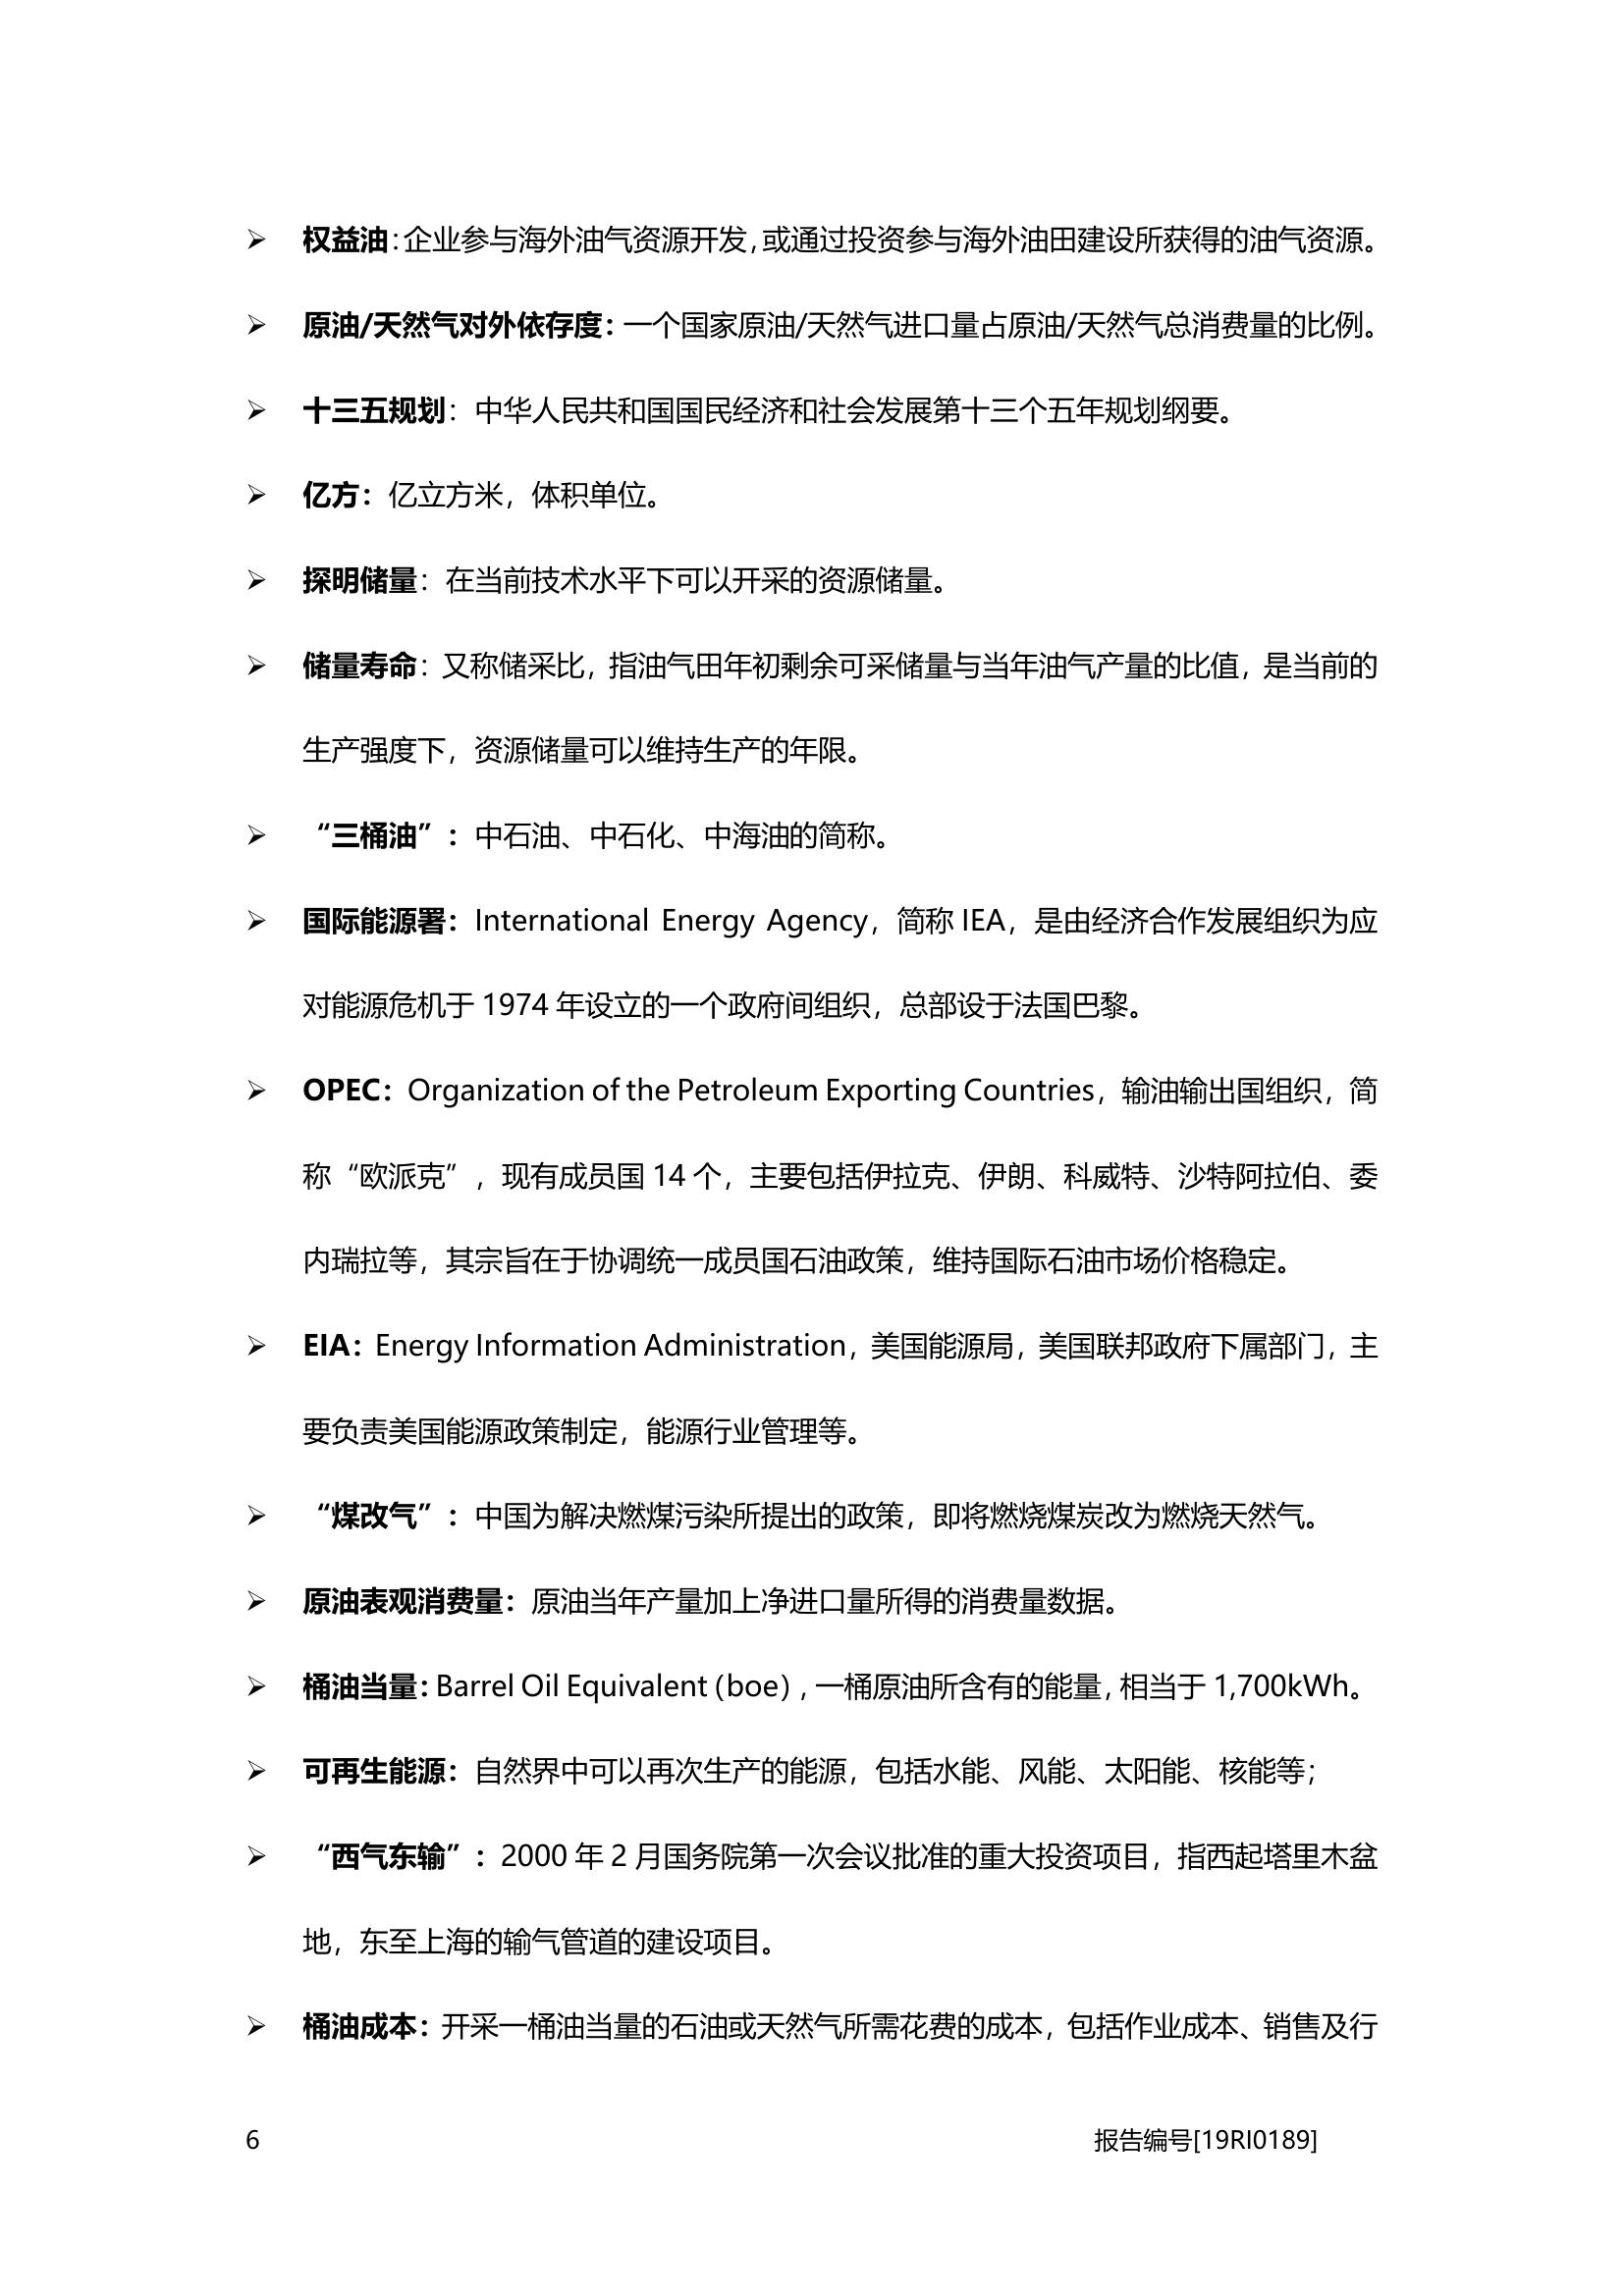 ➢ 权益油：企业参与海外油气资源开发，或通过投资参与海外油田建设所获得的油气资源。
➢ 原油/天然气对外依存度：一个国家原油/天然气进口量占原油/天然气总消费量的比例。
➢ 十三五规划：中华人民共和国国民经济和社会发展第十三个五年规划纲要。
➢ 亿方：亿立方米，体积单位。
➢ 探明储量：在当前技术水平下可以开采的资源储量。
➢ 储量寿命：又称储采比，指油气田年初剩余可采储量与当年油气产量的比值，是当前的
生产强度下，资源储量可以维持生产的年限。
➢ “三桶油”：中石油、中石化、中海油的简称。
➢ 国际能源署：International Energy Agency，简称 IEA，是由经济合作发展组织为应
对能源危机于 1974 年设立的一个政府间组织，总部设于法国巴黎。
➢ OPEC：Organization of the Petroleum Exporting Countries，输油输出国组织，简
称“欧派克”，现有成员国 14 个，主要包括伊拉克、伊朗、科威特、沙特阿拉伯、委
内瑞拉等，其宗旨在于协调统一成员国石油政策，维持国际石油市场价格稳定。
➢ EIA：Energy Information Administration，美国能源局，美国联邦政府下属部门，主
要负责美国能源政策制定，能源行业管理等。
➢ “煤改气”：中国为解决燃煤污染所提出的政策，即将燃烧煤炭改为燃烧天然气。
➢ 原油表观消费量：原油当年产量加上净进口量所得的消费量数据。
➢ 桶油当量：Barrel Oil Equivalent（boe），一桶原油所含有的能量，相当于 1,700kWh。
➢ 可再生能源：自然界中可以再次生产的能源，包括水能、风能、太阳能、核能等；
➢ “西气东输”：2000 年 2 月国务院第一次会议批准的重大投资项目，指西起塔里木盆
地，东至上海的输气管道的建设项目。
➢ 桶油成本：开采一桶油当量的石油或天然气所需花费的成本，包括作业成本、销售及行
6 报告编号[19RI0189]